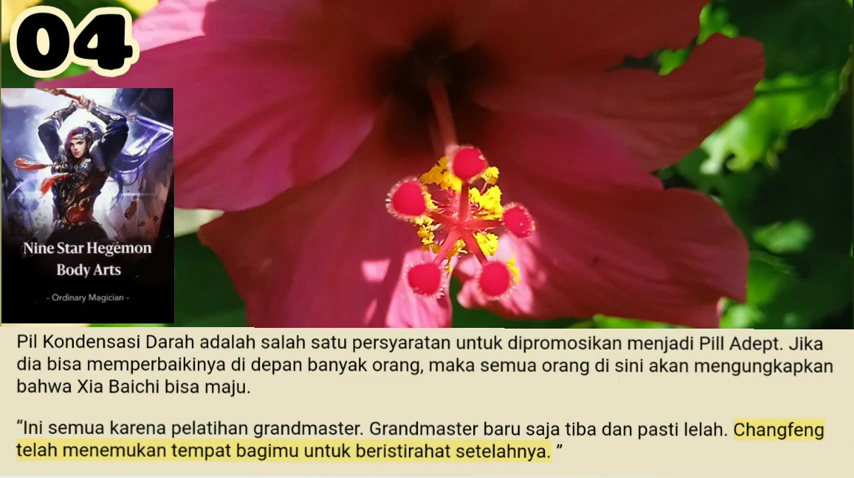 04
Nine Star Hegemon
Body Arts
- Ordinary Magician -
Pil Kondensasi Darah adalah salah satu persyaratan untuk dipromosikan menjadi Pill Adept. Jika
dia bisa memperbaikinya di depan banyak orang, maka semua orang di sini akan mengungkapkan
bahwa Xia Baichi bisa maju.
“Ini semua karena pelatihan grandmaster. Grandmaster baru saja tiba dan pasti lelah. Changfeng
telah menemukan tempat bagimu untuk beristirahat setelahnya. ”